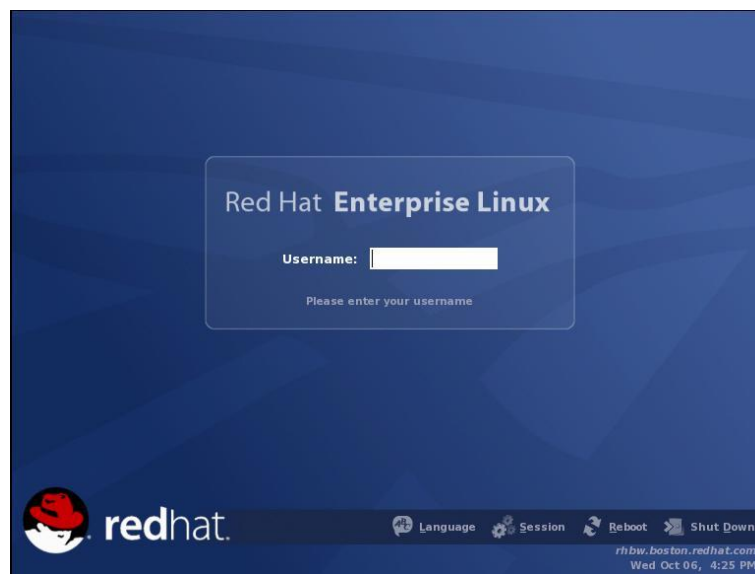 Red Hat Enterprise Linux
Username:
Please enter your username
redhat.
Language Session Reboot Shut Down
rhbw.boston.redhat.com
Wed Oct 06, 4:25 PM